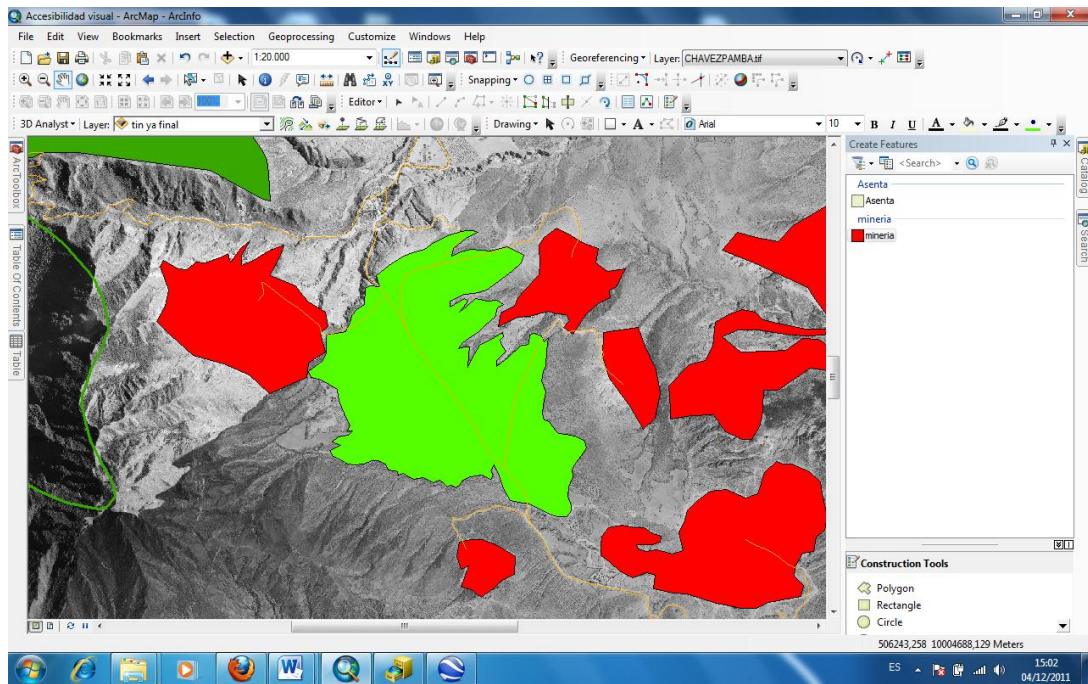 Accesibilidad visual - ArcMap - ArcInfo
File Edit View Bookmarks Insert Selection Geoprocessing Customize Windows Help
1:20.000 Georeferencing Layer: CHAVEZPAMBA.tif
Snapping
100% Editor
3D Analyst Layer: tin ya final Drawing A Arial 10 B I U A
ArcToolbox
Table Of Contents
Table
Create Features
<Search>
Asenta
Asenta
mineria
mineria
Catalog
Search
Construction Tools
Polygon
Rectangle
Circle
506243,258 10004688,129 Meters
ES 15:02
04/12/2011